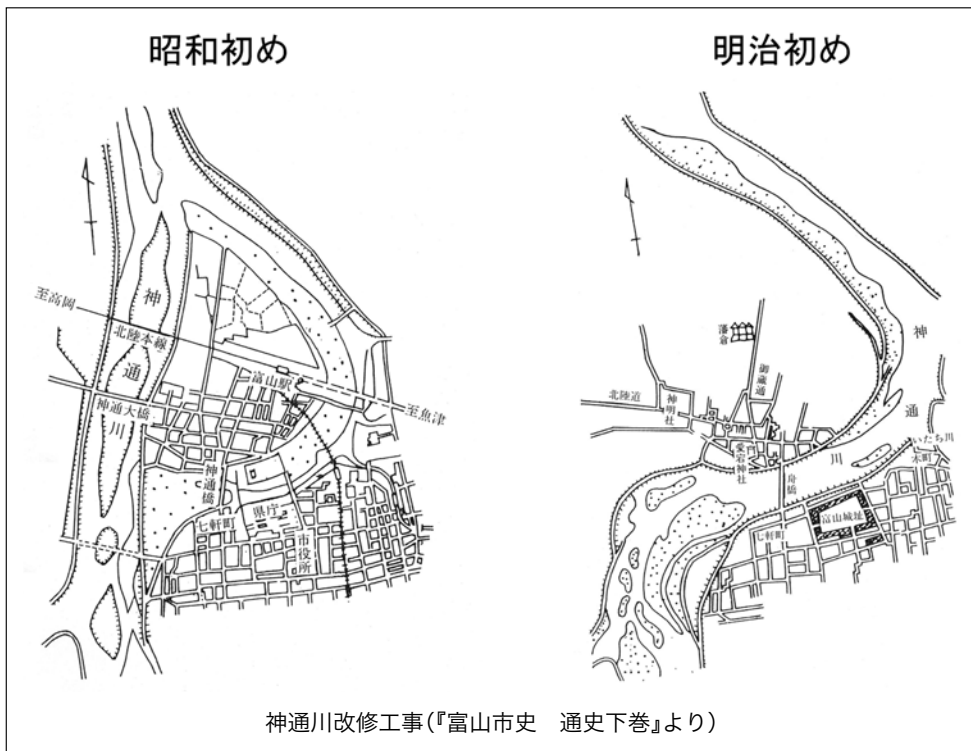 昭和初め
明治初め
至高岡
北陸本線
神通川
富山駅
至魚津
神通大橋
神通橋
七軒町
県庁
市役所
藩倉
御蔵通
北陸道
神明社
愛宕神社
神通川
いたち川
木町
舟橋
富山城址
七軒町
神通川改修工事(『富山市史　通史下巻』より)